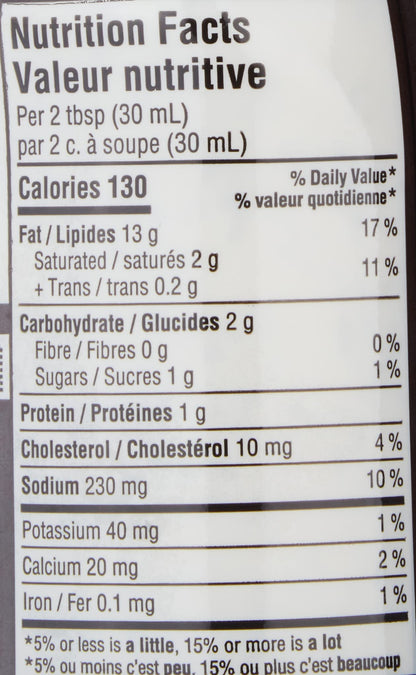 Nutrition Facts
Valeur nutritive
Per 2 tbsp (30 mL)
par 2 c. à soupe (30 mL)
Calories 130
% Daily Value*
% valeur quotidienne*
Fat / Lipides 13 g 17 %
Saturated / saturés 2 g
+ Trans / trans 0.2 g 11 %
Carbohydrate / Glucides 2 g
Fibre / Fibres 0 g 0 %
Sugars / Sucres 1 g 1 %
Protein / Protéines 1 g
Cholesterol / Cholestérol 10 mg 4 %
Sodium 230 mg 10 %
Potassium 40 mg 1 %
Calcium 20 mg 2 %
Iron / Fer 0.1 mg 1 %
*5% or less is a little, 15% or more is a lot
*5% ou moins c'est peu, 15% ou plus c'est beaucoup